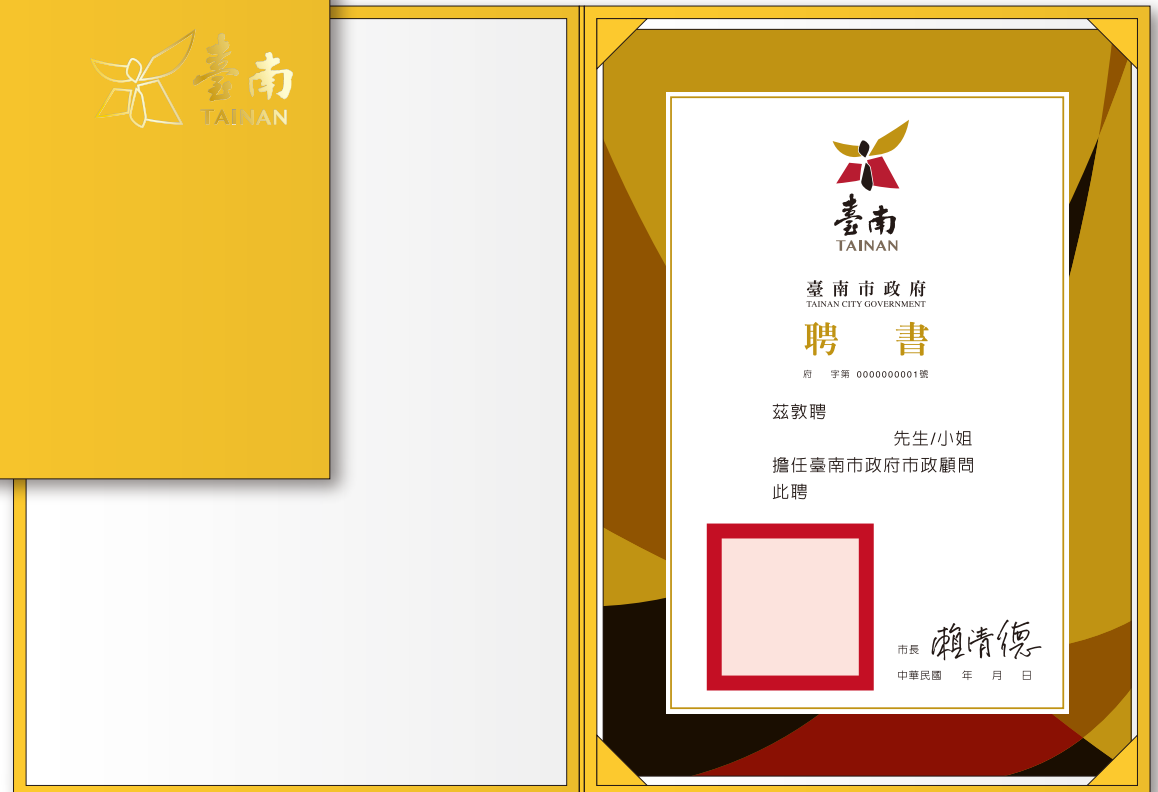 臺南
TAINAN
臺南
TAINAN
臺南市政府
TAINAN CITY GOVERNMENT
聘 書
府 字第 0000000001號
茲敦聘
先生/小姐
擔任臺南市政府市政顧問
此聘
市長 賴清德
中華民國 年 月 日